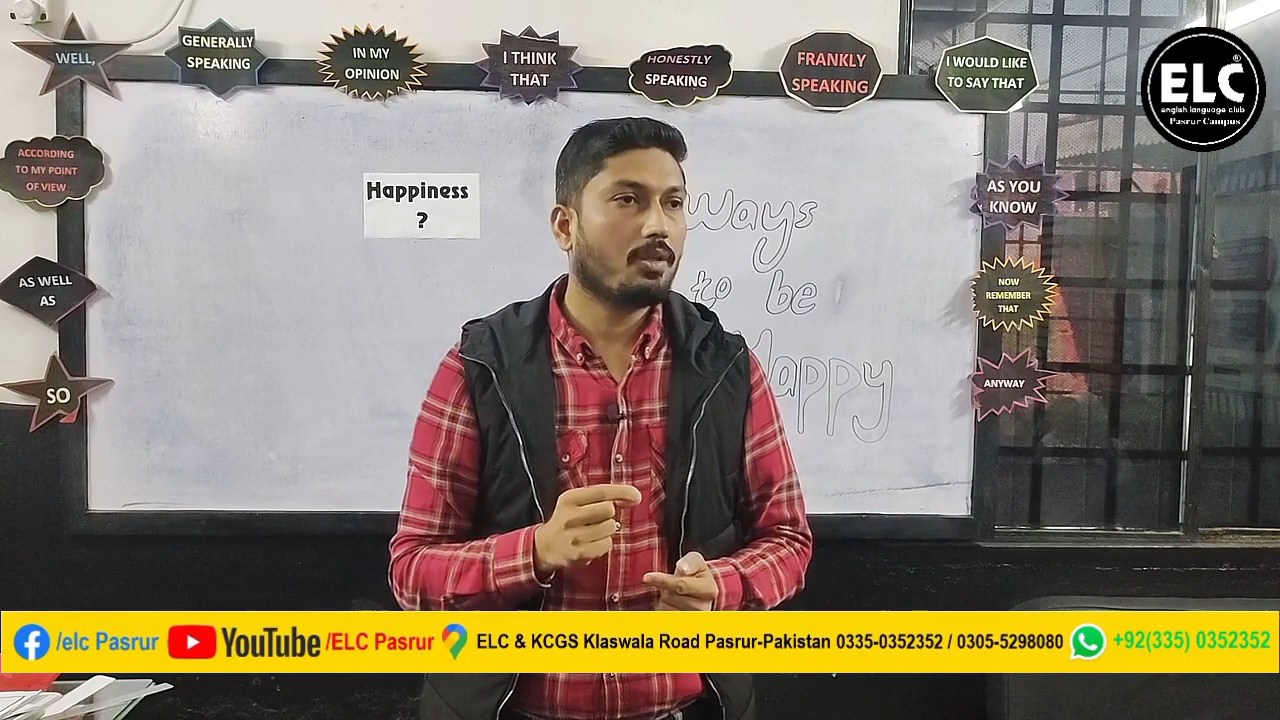 WELL,
GENERALLY
SPEAKING
IN MY
OPINION
I THINK
THAT
HONESTLY
SPEAKING
FRANKLY
SPEAKING
I WOULD LIKE
TO SAY THAT
ELC®
english language club
Pasrur Campus
ACCORDING
TO MY POINT
OF VIEW
Happiness
?
ways
to be
Happy
AS YOU
KNOW
AS WELL
AS
NOW
REMEMBER
THAT
SO
ANYWAY
/elc Pasrur YouTube /ELC Pasrur ELC & KCGS Klaswala Road Pasrur-Pakistan 0335-0352352 / 0305-5298080 +92(335) 0352352